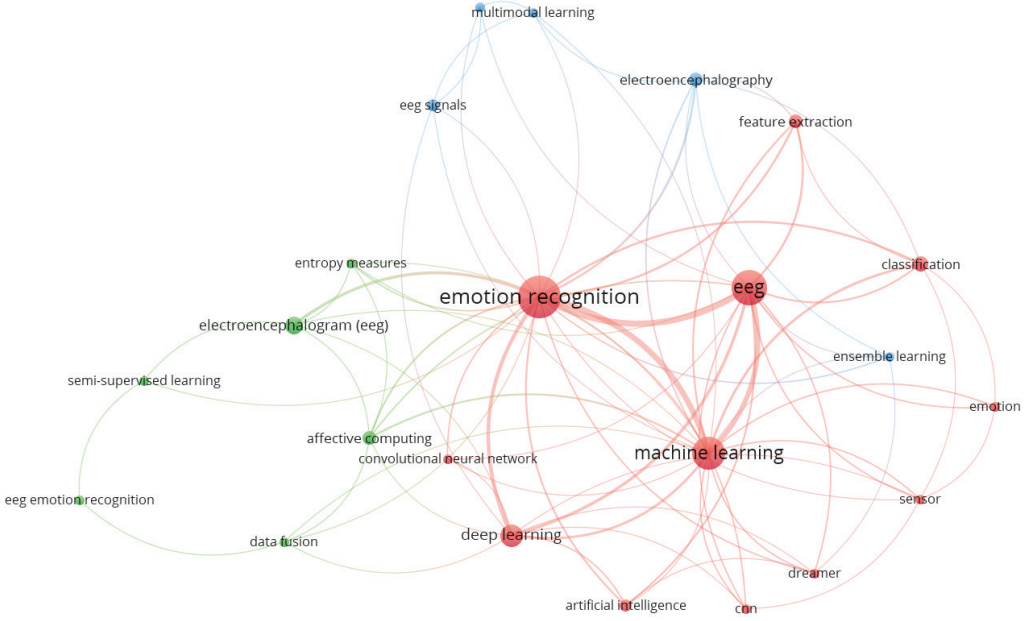 multimodal learning
electroencephalography
eeg signals
feature extraction
entropy measures
classification
emotion recognition
eeg
electroencephalogram (eeg)
ensemble learning
semi-supervised learning
emotion
affective computing
machine learning
convolutional neural network
eeg emotion recognition
sensor
deep learning
data fusion
dreamer
artificial intelligence
cnn